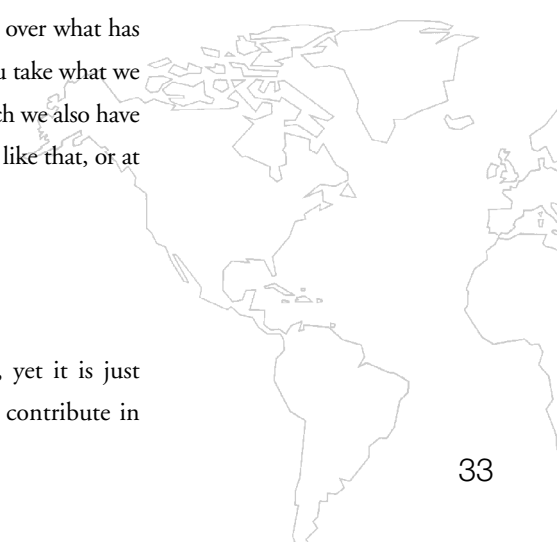 over what has
u take what we
ch we also have
like that, or at
, yet it is just
contribute in
33